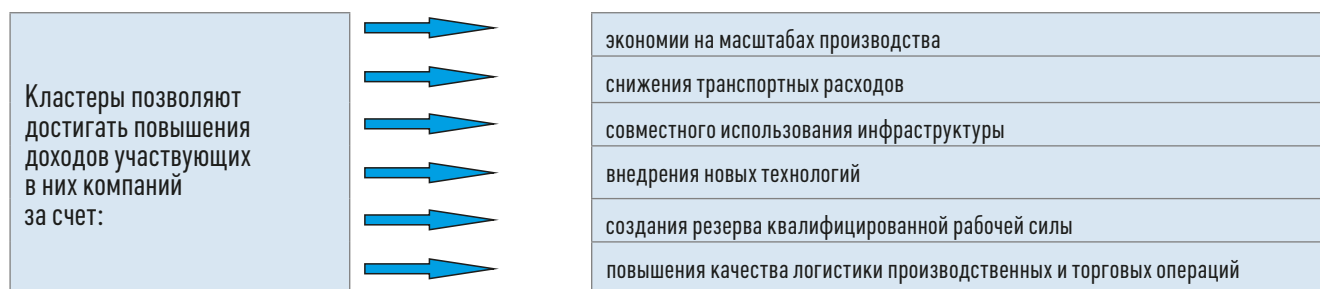 Кластеры позволяют
достигать повышения
доходов участвующих
в них компаний
за счет:
экономии на масштабах производства
снижения транспортных расходов
совместного использования инфраструктуры
внедрения новых технологий
создания резерва квалифицированной рабочей силы
повышения качества логистики производственных и торговых операций